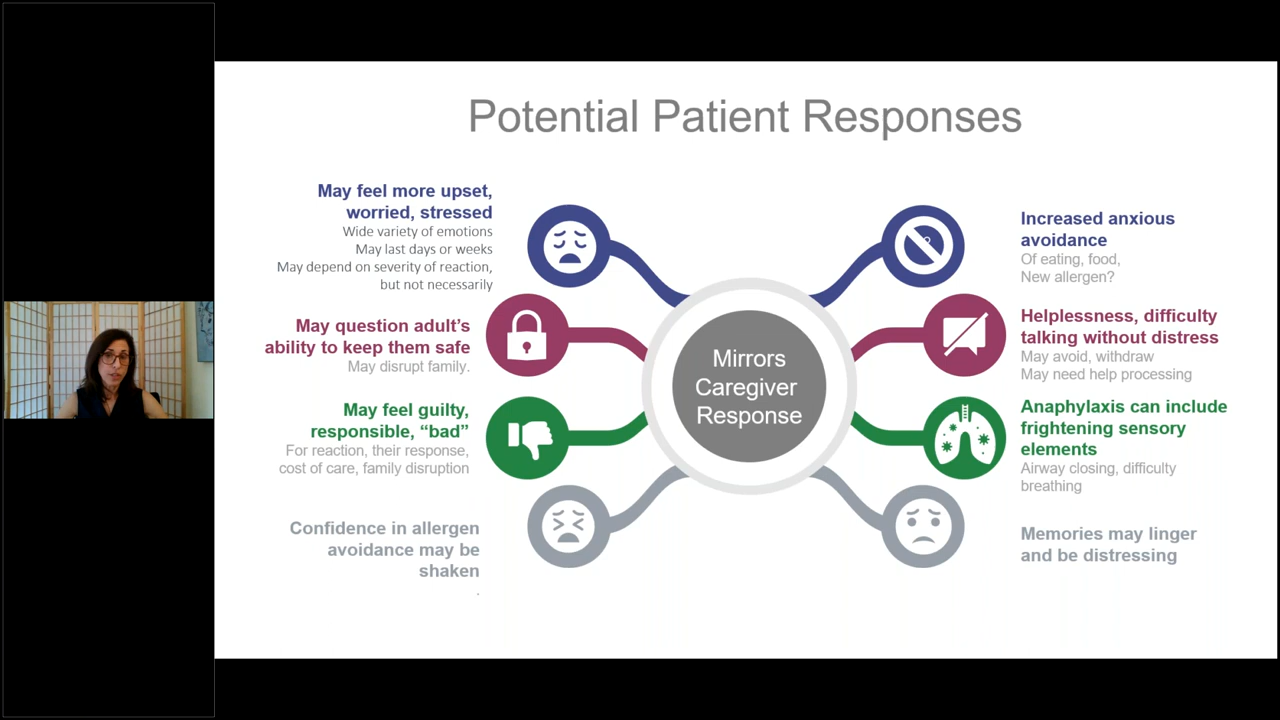 Potential Patient Responses
May feel more upset,
worried, stressed
Wide variety of emotions
May last days or weeks
May depend on severity of reaction,
but not necessarily
May question adult's
ability to keep them safe
May disrupt family.
May feel guilty,
responsible, “bad”
For reaction, their response,
cost of care, family disruption
Confidence in allergen
avoidance may be
shaken
.
Mirrors
Caregiver
Response
Increased anxious
avoidance
Of eating, food,
New allergen?
Helplessness, difficulty
talking without distress
May avoid, withdraw
May need help processing
Anaphylaxis can include
frightening sensory
elements
Airway closing, difficulty
breathing
Memories may linger
and be distressing